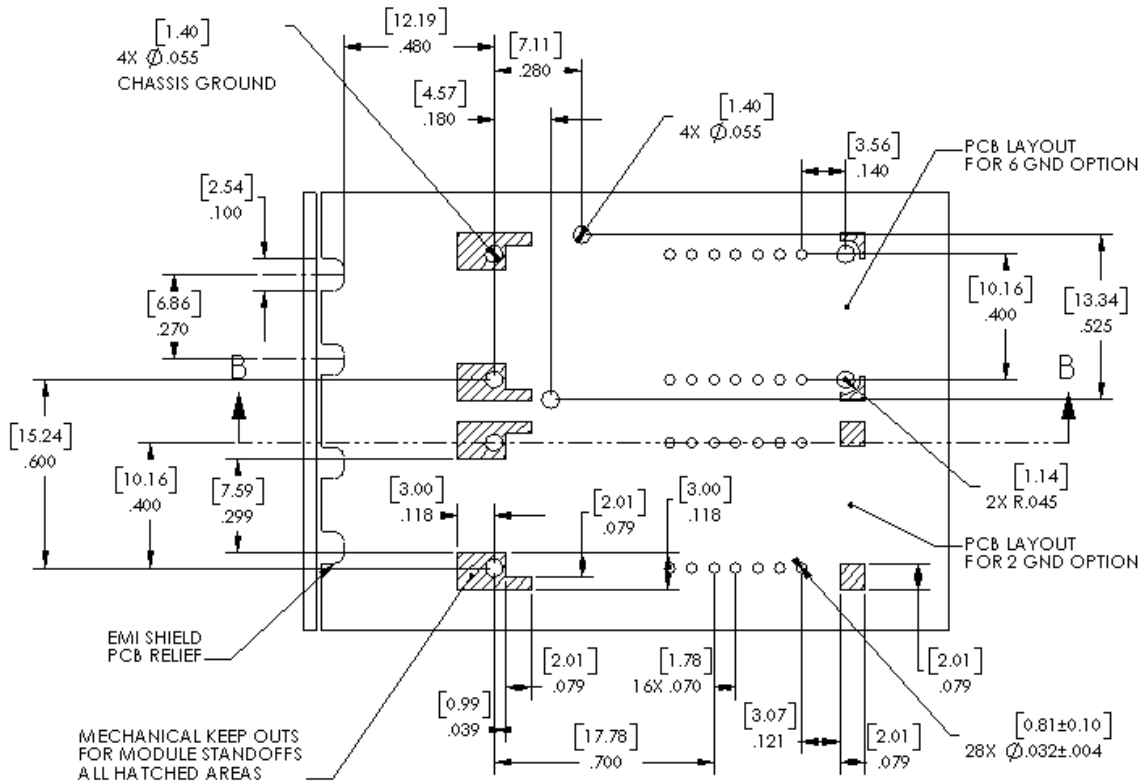 [12.19]
.480
[7.11]
.280
[1.40]
4X Ø.055
CHASSIS GROUND
[4.57]
.180
[1.40]
4X Ø.055
[3.56]
.140
PCB LAYOUT
FOR 6 GND OPTION
[2.54]
.100
[6.86]
.270
[10.16]
.400
[13.34]
.525
B
B
[15.24]
.600
[10.16]
.400
[7.59]
.299
[3.00]
.118
[2.01]
.079
[3.00]
.118
[1.14]
2X R.045
PCB LAYOUT
FOR 2 GND OPTION
EMI SHIELD
PCB RELIEF
[2.01]
.079
[1.78]
16X .070
[2.01]
.079
[0.99]
.039
[3.07]
.121
MECHANICAL KEEP OUTS
FOR MODULE STANDOFFS
ALL HATCHED AREAS
[17.78]
.700
[2.01]
.079
[0.81±0.10]
28X Ø.032±.004